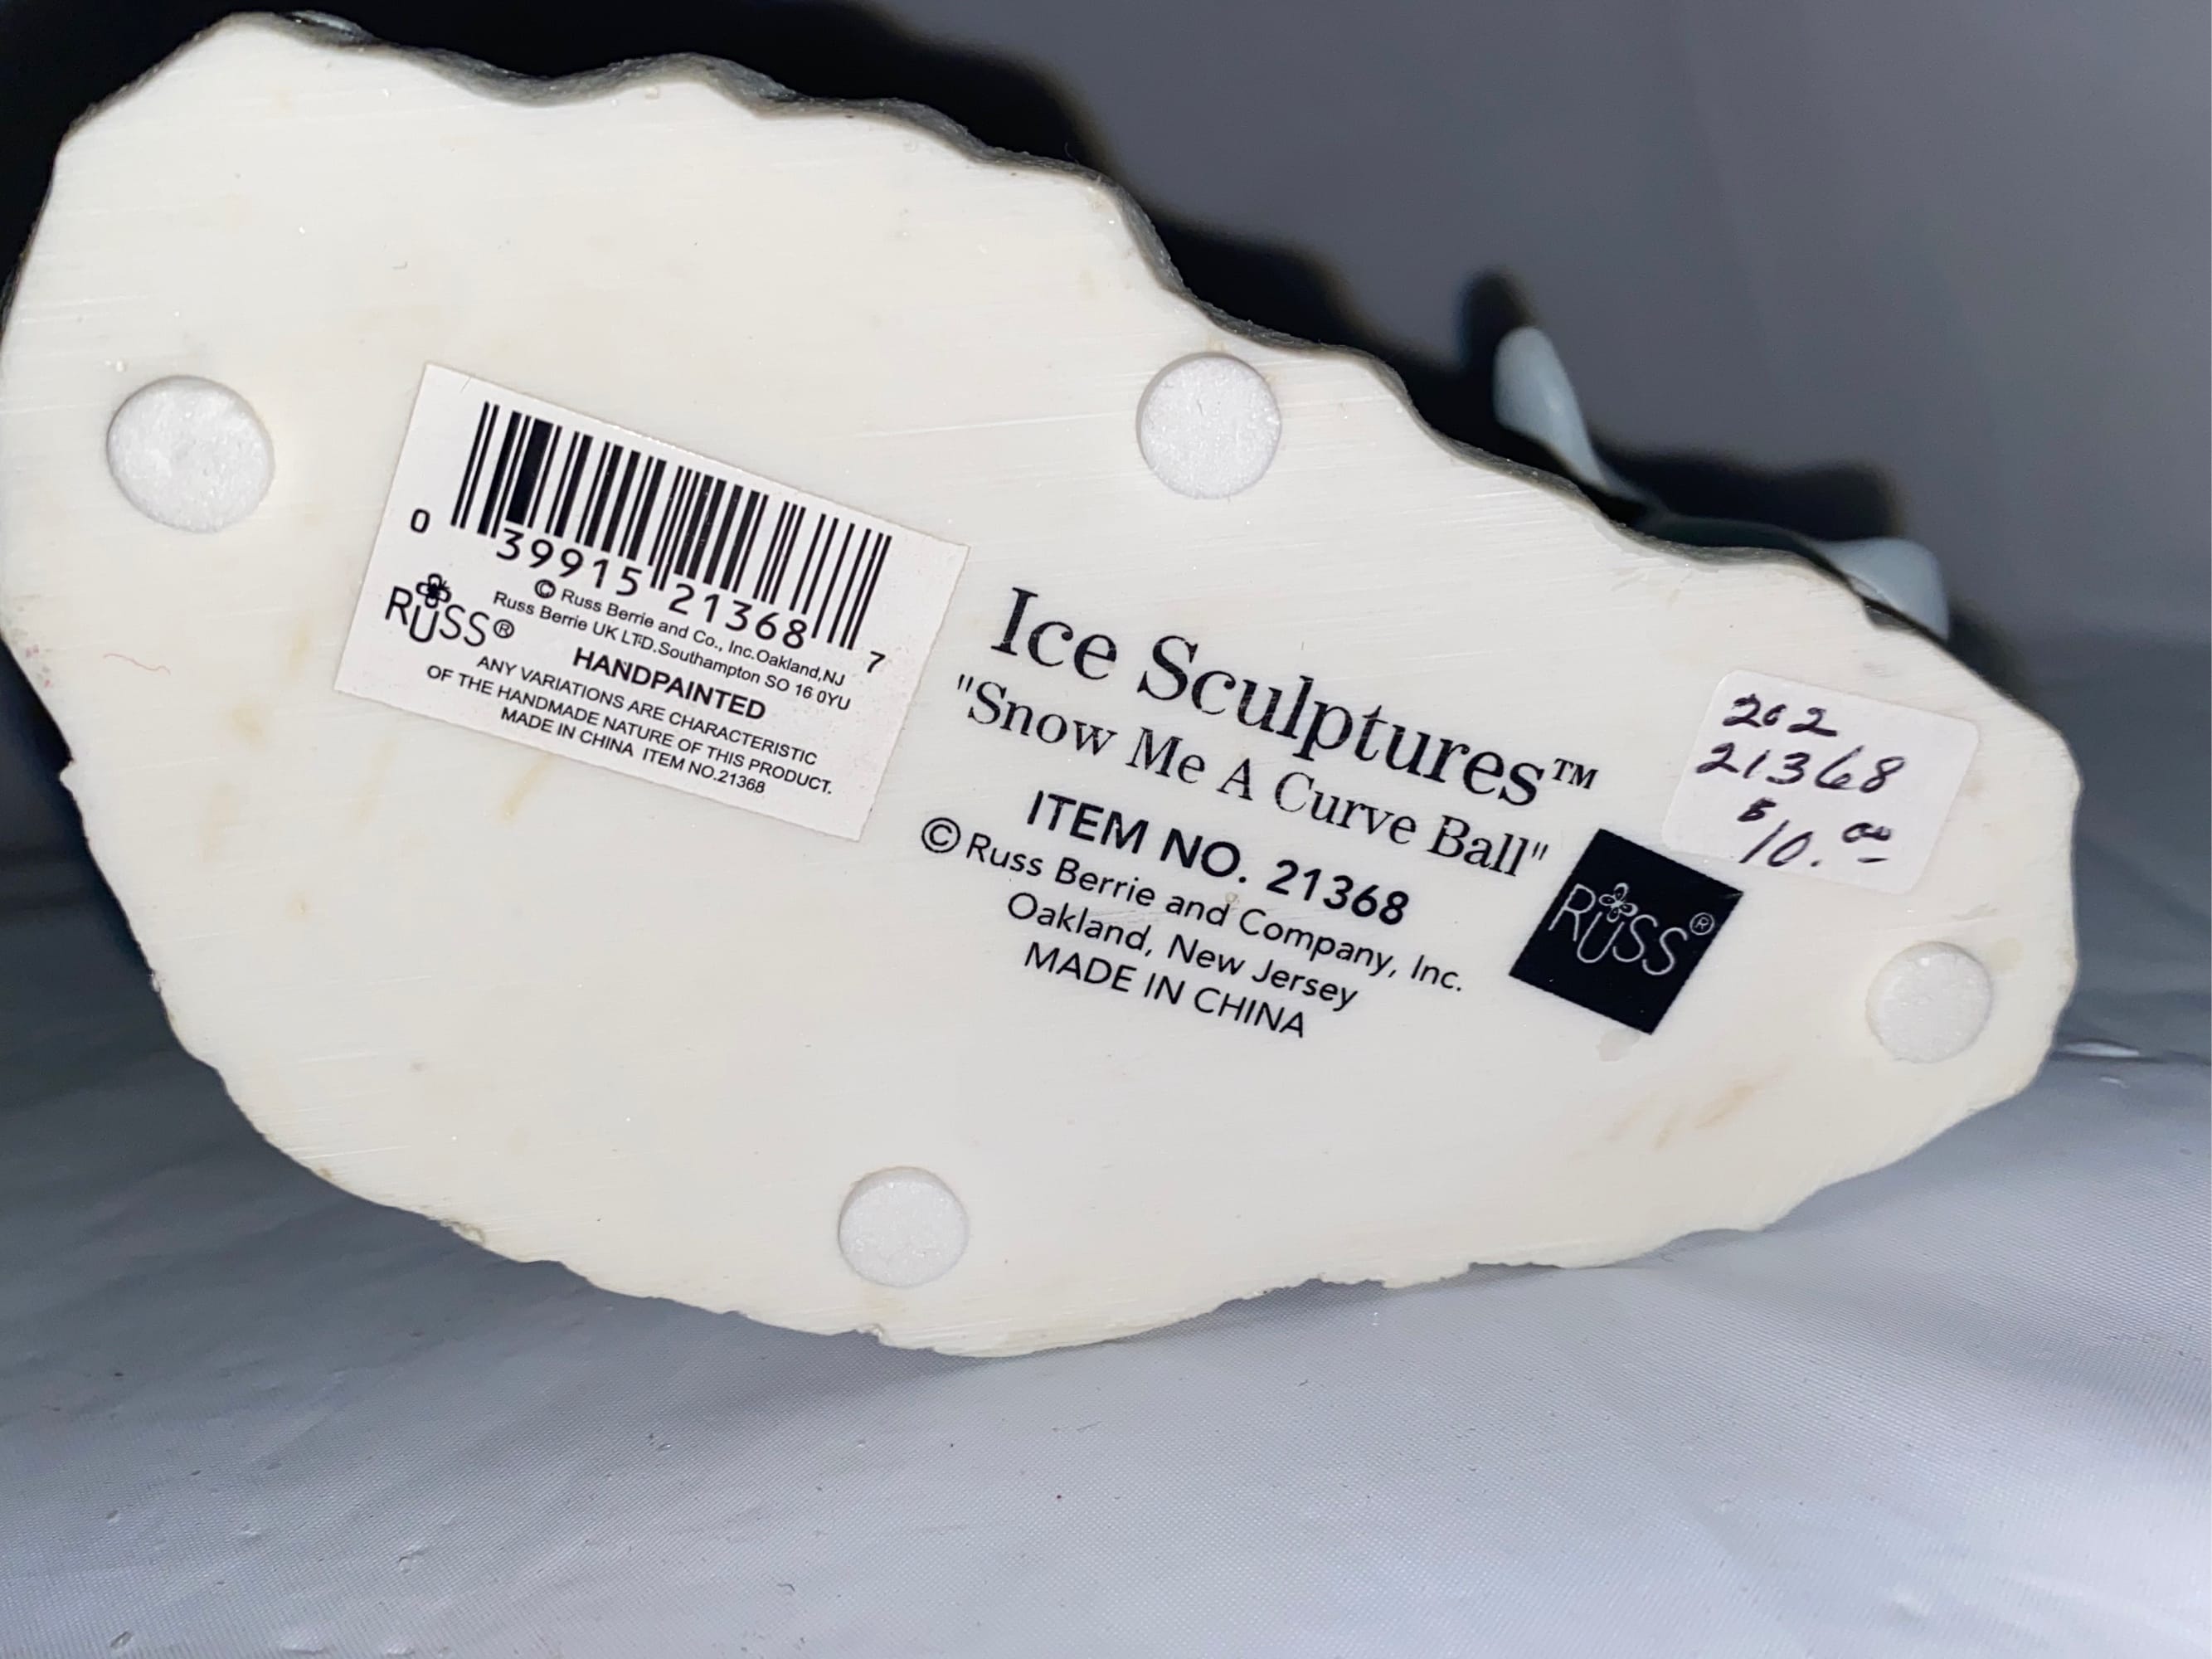 0 39915 21368 7
RUSS®
© Russ Berrie and Co., Inc.Oakland,NJ
Russ Berrie UK LTD.Southampton SO 16 0YU
HANDPAINTED
ANY VARIATIONS ARE CHARACTERISTIC
OF THE HANDMADE NATURE OF THIS PRODUCT.
MADE IN CHINA ITEM NO.21368
Ice Sculptures™
"Snow Me A Curve Ball"
ITEM NO. 21368
© Russ Berrie and Company, Inc.
Oakland, New Jersey
MADE IN CHINA
RUSS®
202
21368
$10.00